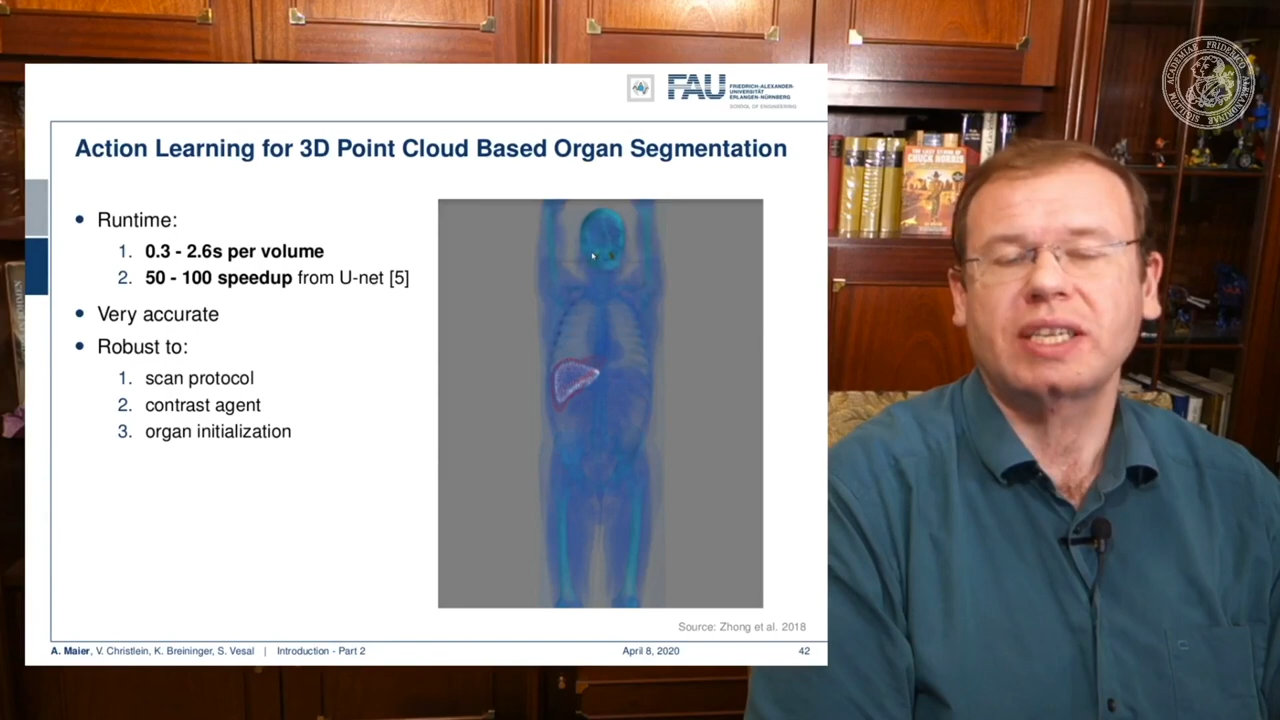 FAU
FRIEDRICH-ALEXANDER-
UNIVERSITÄT
ERLANGEN-NÜRNBERG
SCHOOL OF ENGINEERING
Action Learning for 3D Point Cloud Based Organ Segmentation
• Runtime:
1. 0.3 - 2.6s per volume
2. 50 - 100 speedup from U-net [5]
• Very accurate
• Robust to:
1. scan protocol
2. contrast agent
3. organ initialization
Source: Zhong et al. 2018
A. Maier, V. Christlein, K. Breininger, S. Vesal | Introduction - Part 2 April 8, 2020 42
CHUCK NORRIS